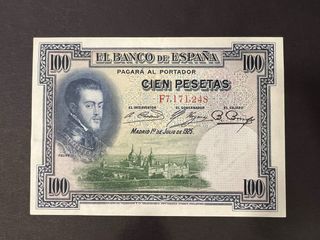 100 EL BANCO DE ESPAÑA 100
PAGARÁ AL PORTADOR
CIEN PESETAS
F7,171,248
EL INTERVENTOR EL GOBERNADOR EL CAJERO
MADRID 1º DE JULIO DE 1925.
FELIPE
100 100